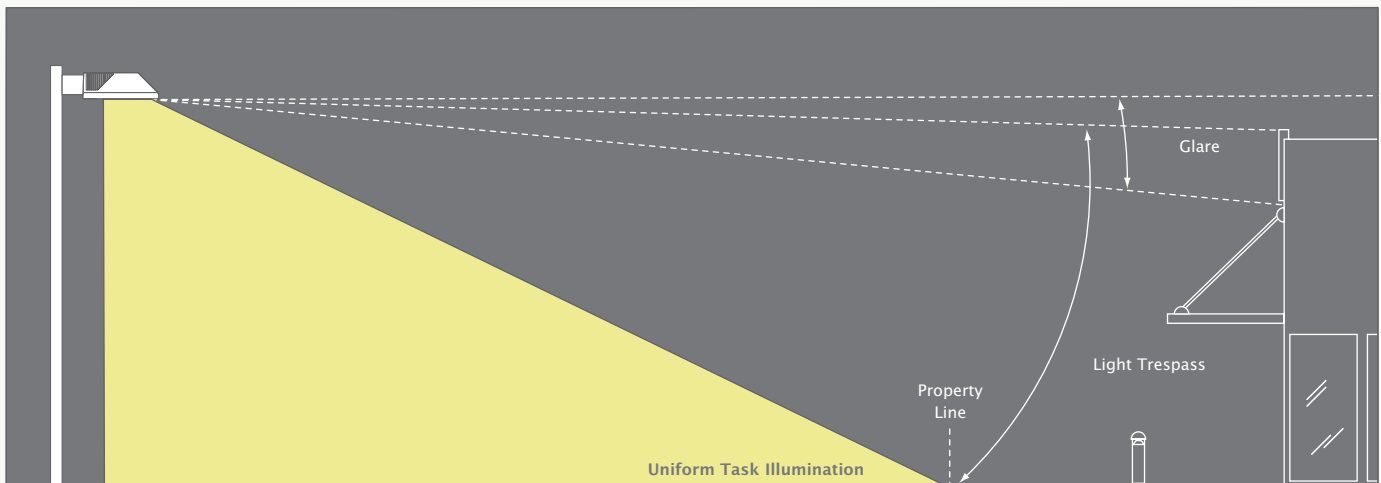 Glare
Light Trespass
Property
Line
Uniform Task Illumination